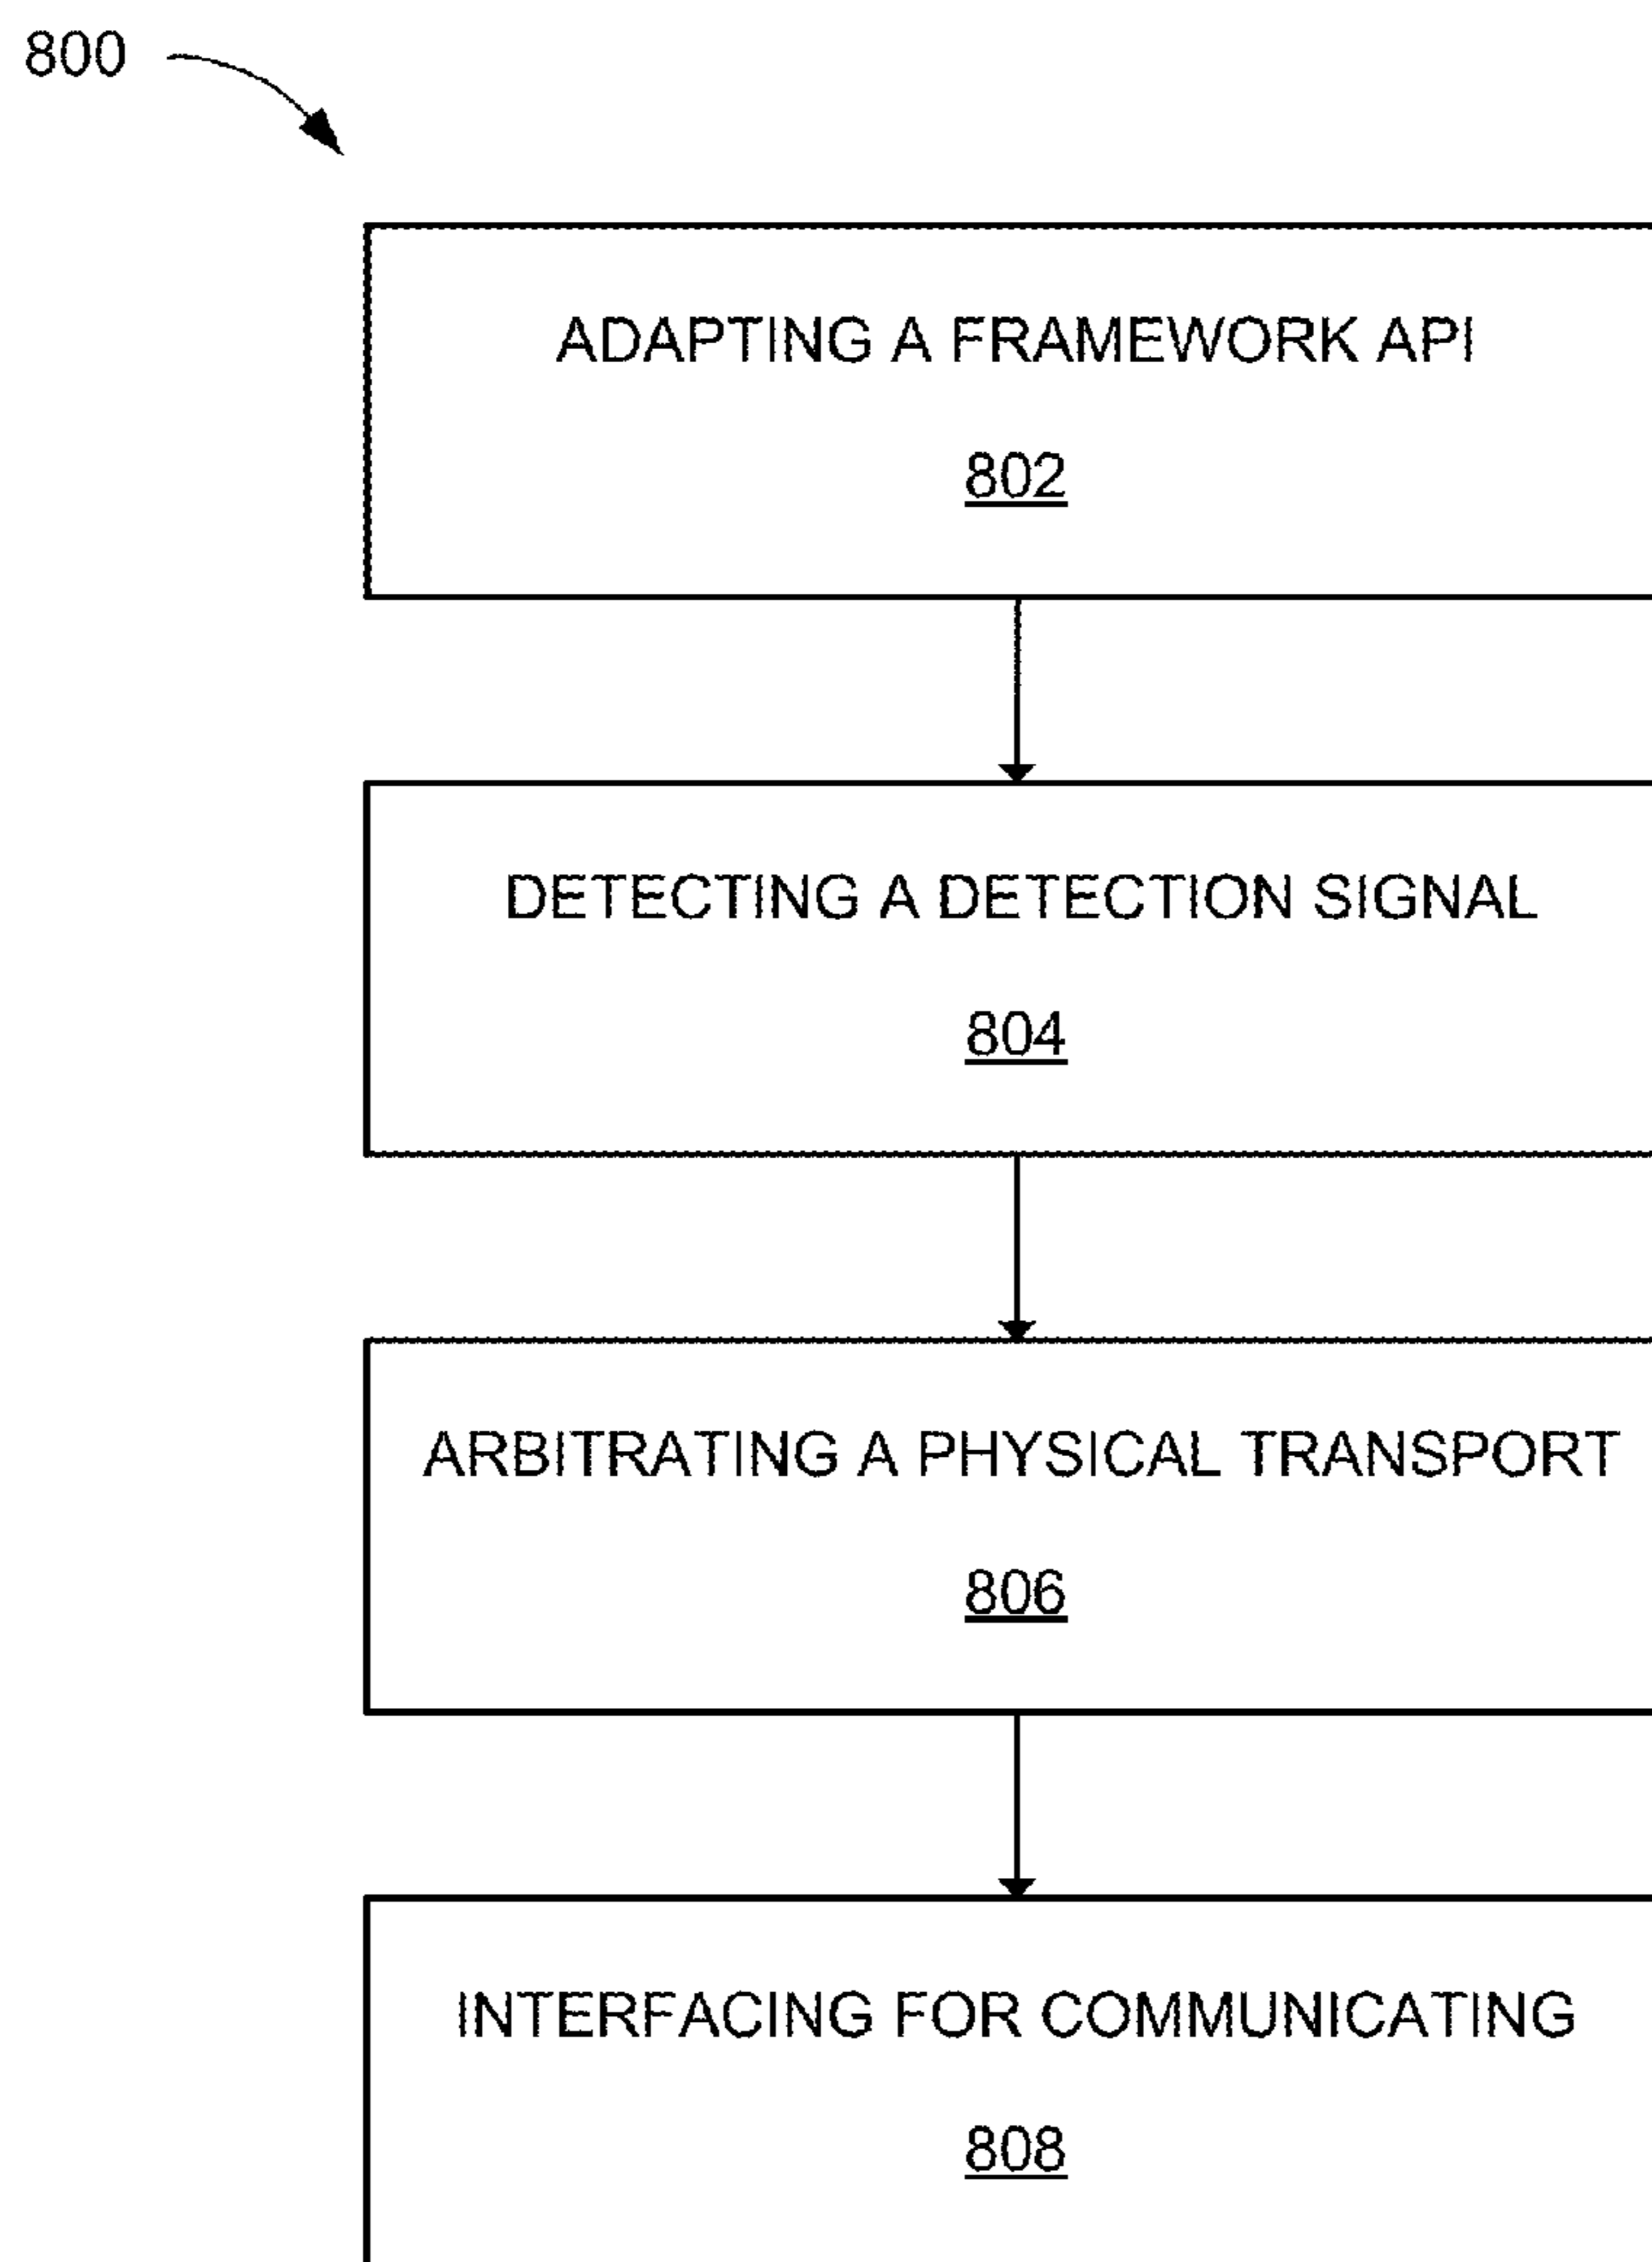 800
ADAPTING A FRAMEWORK API
802
DETECTING A DETECTION SIGNAL
804
ARBITRATING A PHYSICAL TRANSPORT
806
INTERFACING FOR COMMUNICATING
808